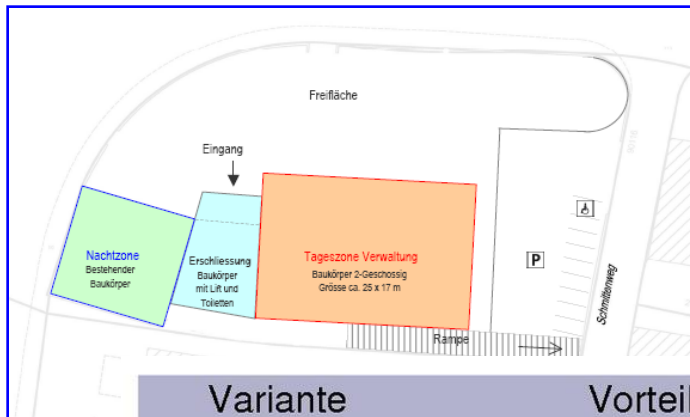 Freifläche
Eingang
Nachtzone
Bestehender
Baukörper
Erschliessung
Baukörper
mit Lift und
Toiletten
Tageszone Verwaltung
Baukörper 2-Geschossig
Grösse ca. 25 x 17 m
P
Schmittenweg
Rampe
Variante
Vorteil